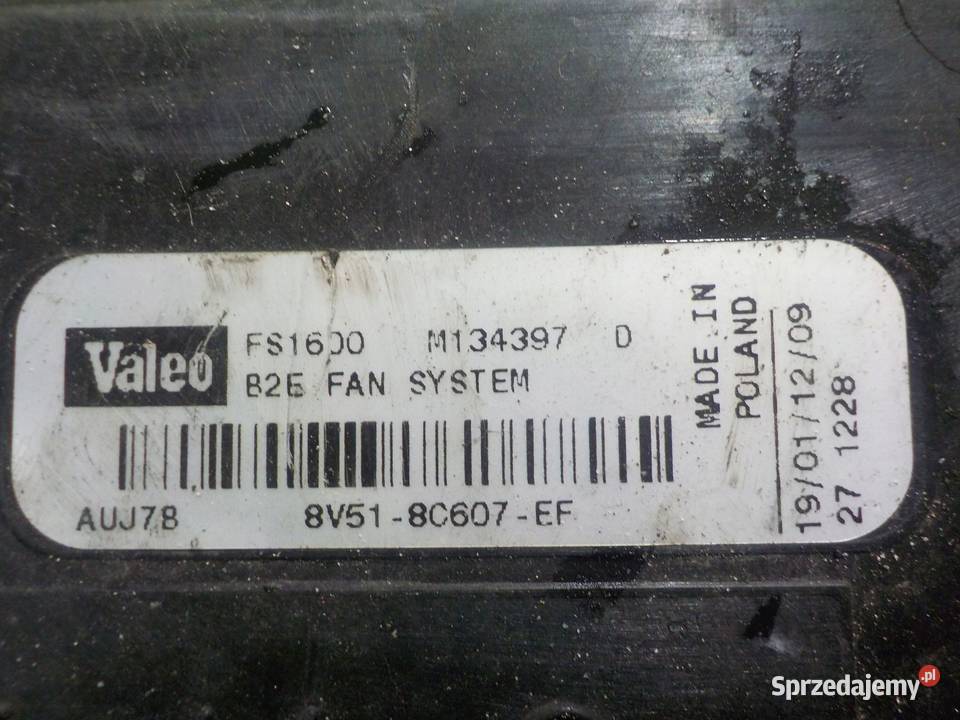 Valeo
FS1600 M134397 D
B2E FAN SYSTEM
AUJ78 8V51-8C607-EF
MADE IN
POLAND
19/01/12/09
27 1228
Sprzedajemy.pl